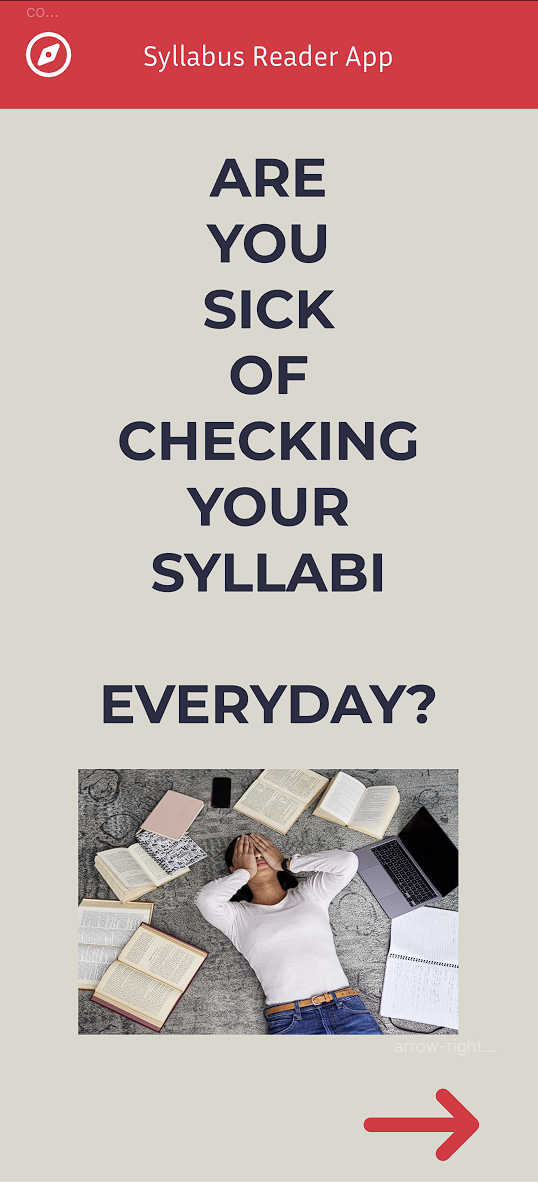 co...
Syllabus Reader App
ARE
YOU
SICK
OF
CHECKING
YOUR
SYLLABI
EVERYDAY?
arrow-right...